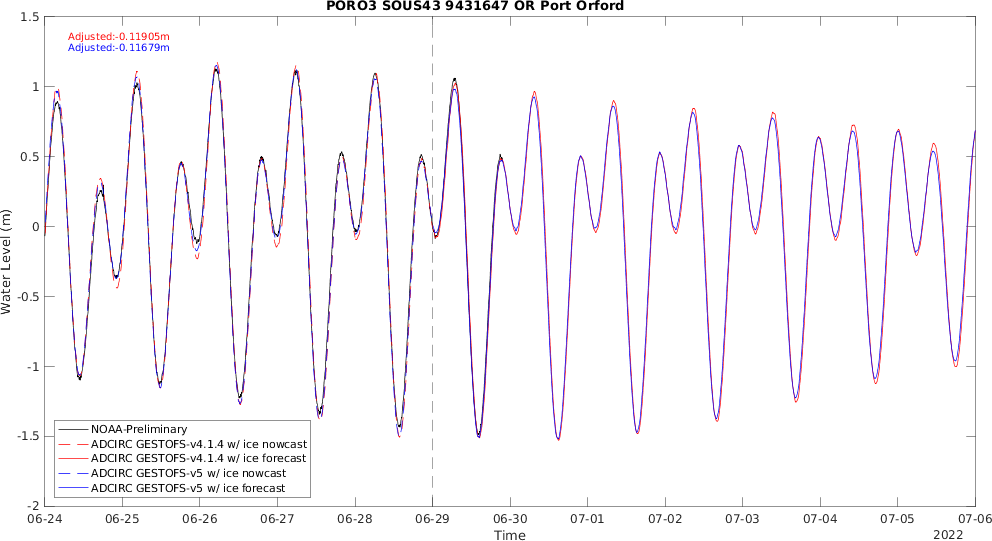 PORO3 SOUS43 9431647 OR Port Orford
Adjusted:-0.11905m
Adjusted:-0.11679m
1.5
1
0.5
0
-0.5
-1
-1.5
-2
Water Level (m)
NOAA-Preliminary
ADCIRC GESTOFS-v4.1.4 w/ ice nowcast
ADCIRC GESTOFS-v4.1.4 w/ ice forecast
ADCIRC GESTOFS-v5 w/ ice nowcast
ADCIRC GESTOFS-v5 w/ ice forecast
06-24 06-25 06-26 06-27 06-28 06-29 06-30 07-01 07-02 07-03 07-04 07-05 07-06
Time
2022